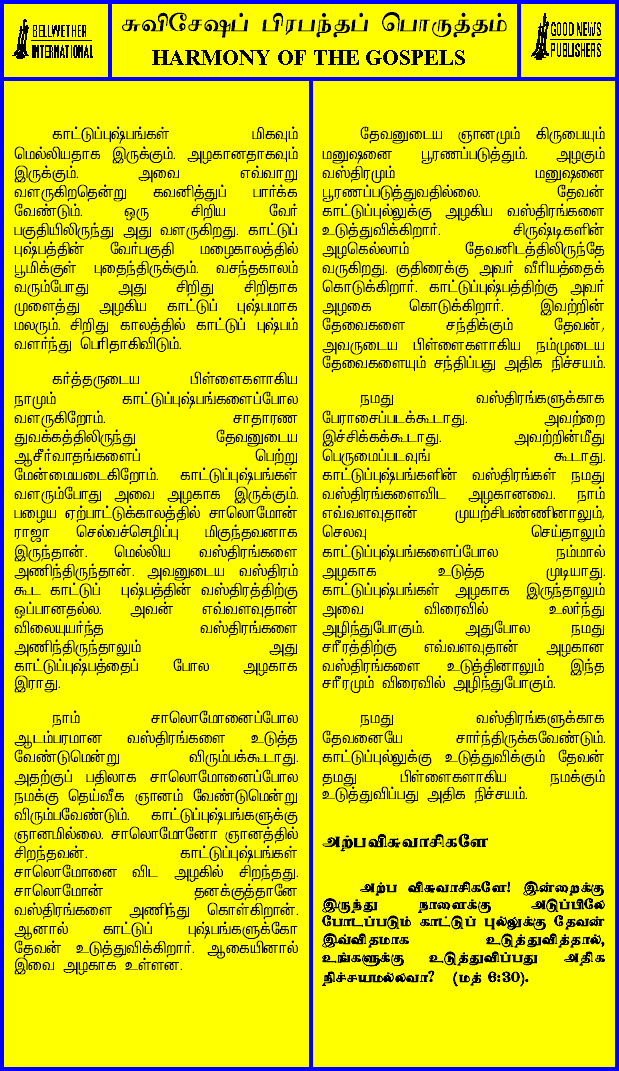 BELLWETHER
INTERNATIONAL
சுவிசேஷப் பிரபந்தப் பொருத்தம்
HARMONY OF THE GOSPELS
GOOD NEWS
PUBLISHERS
காட்டுப்புஷ்பங்கள் மிகவும்
மெல்லியதாக இருக்கும். அழகானதாகவும்
இருக்கும். அவை எவ்வாறு
வளருகிறதென்று கவனித்துப் பார்க்க
வேண்டும். ஒரு சிறிய வேர்
பகுதியிலிருந்து அது வளருகிறது. காட்டுப்
புஷ்பத்தின் வேர்பகுதி மழைகாலத்தில்
பூமிக்குள் புதைந்திருக்கும். வசந்தகாலம்
வரும்போது அது சிறிது சிறிதாக
முளைத்து அழகிய காட்டுப் புஷ்பமாக
மலரும். சிறிது காலத்தில் காட்டுப் புஷ்பம்
வளர்ந்து பெரிதாகிவிடும்.
கர்த்தருடைய பிள்ளைகளாகிய
நாமும் காட்டுப்புஷ்பங்களைப்போல
வளருகிறோம். சாதாரண
துவக்கத்திலிருந்து தேவனுடைய
ஆசீர்வாதங்களைப் பெற்று
மேன்மையடைகிறோம். காட்டுப்புஷ்பங்கள்
வளரும்போது அவை அழகாக இருக்கும்.
பழைய ஏற்பாட்டுக்காலத்தில் சாலொமோன்
ராஜா செல்வச்செழிப்பு மிகுந்தவனாக
இருந்தான். மெல்லிய வஸ்திரங்களை
அணிந்திருந்தான். அவனுடைய வஸ்திரம்
கூட காட்டுப் புஷ்பத்தின் வஸ்திரத்திற்கு
ஒப்பானதல்ல. அவன் எவ்வளவுதான்
விலையுயர்ந்த வஸ்திரங்களை
அணிந்திருந்தாலும் அது
காட்டுப்புஷ்பத்தைப் போல அழகாக
இராது.
நாம் சாலொமோனைப்போல
ஆடம்பரமான வஸ்திரங்களை உடுத்த
வேண்டுமென்று விரும்பக்கூடாது.
அதற்குப் பதிலாக சாலொமோனைப்போல
நமக்கு தெய்வீக ஞானம் வேண்டுமென்று
விரும்பவேண்டும். காட்டுப்புஷ்பங்களுக்கு
ஞானமில்லை. சாலொமோனோ ஞானத்தில்
சிறந்தவன். காட்டுப்புஷ்பங்கள்
சாலொமோனை விட அழகில் சிறந்தது.
சாலொமோன் தனக்குத்தானே
வஸ்திரங்களை அணிந்து கொள்கிறான்.
ஆனால் காட்டுப் புஷ்பங்களுக்கோ
தேவன் உடுத்துவிக்கிறார். ஆகையினால்
இவை அழகாக உள்ளன.
தேவனுடைய ஞானமும் கிருபையும்
மனுஷனை பூரணப்படுத்தும். அழகும்
வஸ்திரமும் மனுஷனை
பூரணப்படுத்துவதில்லை. தேவன்
காட்டுப்புல்லுக்கு அழகிய வஸ்திரங்களை
உடுத்துவிக்கிறார். சிருஷ்டிகளின்
அழகெல்லாம் தேவனிடத்திலிருந்தே
வருகிறது. குதிரைக்கு அவர் வீரியத்தைக்
கொடுக்கிறார். காட்டுப்புஷ்பத்திற்கு அவர்
அழகை கொடுக்கிறார். இவற்றின்
தேவைகளை சந்திக்கும் தேவன்,
அவருடைய பிள்ளைகளாகிய நம்முடைய
தேவைகளையும் சந்திப்பது அதிக நிச்சயம்.
நமது வஸ்திரங்களுக்காக
பேராசைப்படக்கூடாது. அவற்றை
இச்சிக்கக்கூடாது. அவற்றின்மீது
பெருமைப்படவுங் கூடாது.
காட்டுப்புஷ்பங்களின் வஸ்திரங்கள் நமது
வஸ்திரங்களைவிட அழகானவை. நாம்
எவ்வளவுதான் முயற்சிபண்ணினாலும்,
செலவு செய்தாலும்
காட்டுப்புஷ்பங்களைப்போல நம்மால்
அழகாக உடுத்த முடியாது.
காட்டுப்புஷ்பங்கள் அழகாக இருந்தாலும்
அவை விரைவில் உலர்ந்து
அழிந்துபோகும். அதுபோல நமது
சரீரத்திற்கு எவ்வளவுதான் அழகான
வஸ்திரங்களை உடுத்தினாலும் இந்த
சரீரமும் விரைவில் அழிந்துபோகும்.
நமது வஸ்திரங்களுக்காக
தேவனையே சார்ந்திருக்கவேண்டும்.
காட்டுப்புல்லுக்கு உடுத்துவிக்கும் தேவன்
தமது பிள்ளைகளாகிய நமக்கும்
உடுத்துவிப்பது அதிக நிச்சயம்.
அற்பவிசுவாசிகளே
அற்ப விசுவாசிகளே! இன்றைக்கு
இருந்து நாளைக்கு அடுப்பிலே
போடப்படும் காட்டுப் புல்லுக்கு தேவன்
இவ்விதமாக உடுத்துவித்தால்,
உங்களுக்கு உடுத்துவிப்பது அதிக
நிச்சயமல்லவா? (மத் 6:30).